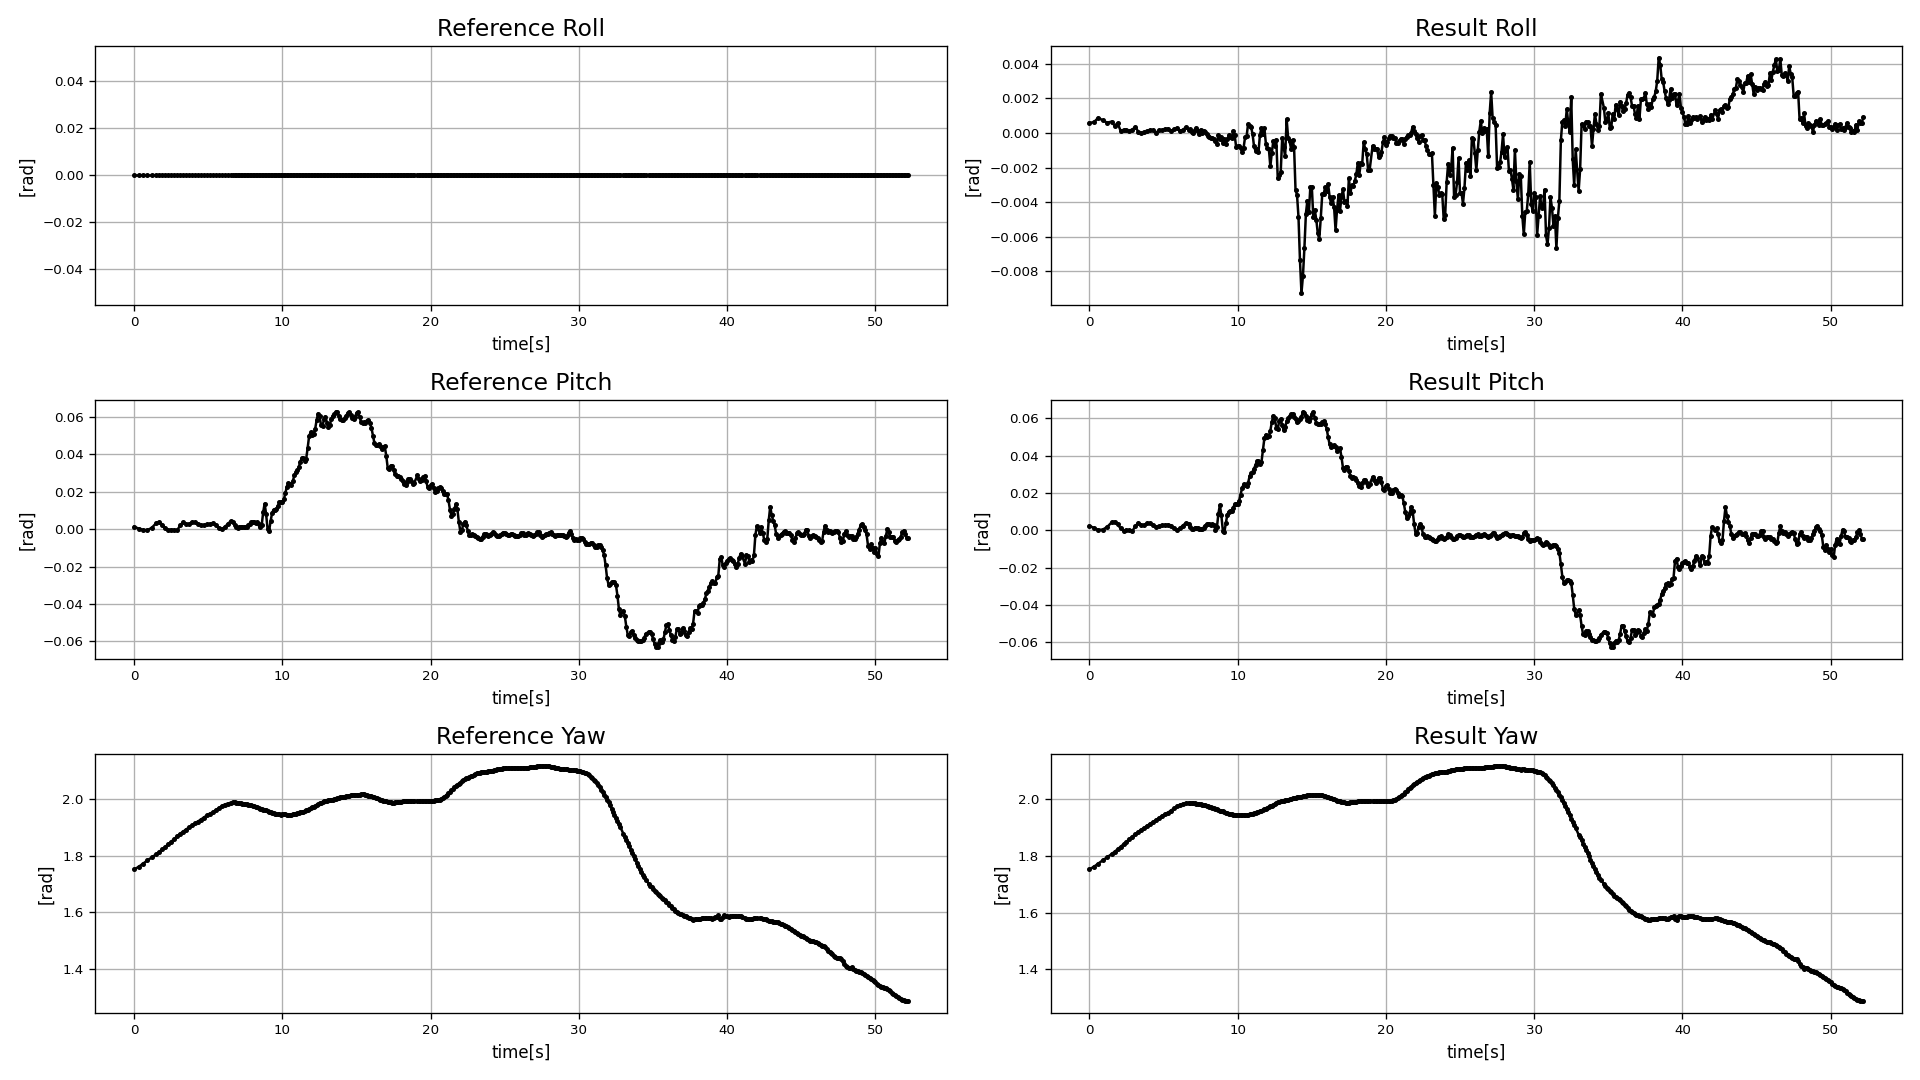 Reference Roll
0.04
0.02
0.00
−0.02
−0.04
[rad]
0 10 20 30 40 50
time[s]
Result Roll
0.004
0.002
0.000
−0.002
−0.004
−0.006
−0.008
[rad]
0 10 20 30 40 50
time[s]
Reference Pitch
0.06
0.04
0.02
0.00
−0.02
−0.04
−0.06
[rad]
0 10 20 30 40 50
time[s]
Result Pitch
0.06
0.04
0.02
0.00
−0.02
−0.04
−0.06
[rad]
0 10 20 30 40 50
time[s]
Reference Yaw
2.0
1.8
1.6
1.4
[rad]
0 10 20 30 40 50
time[s]
Result Yaw
2.0
1.8
1.6
1.4
[rad]
0 10 20 30 40 50
time[s]